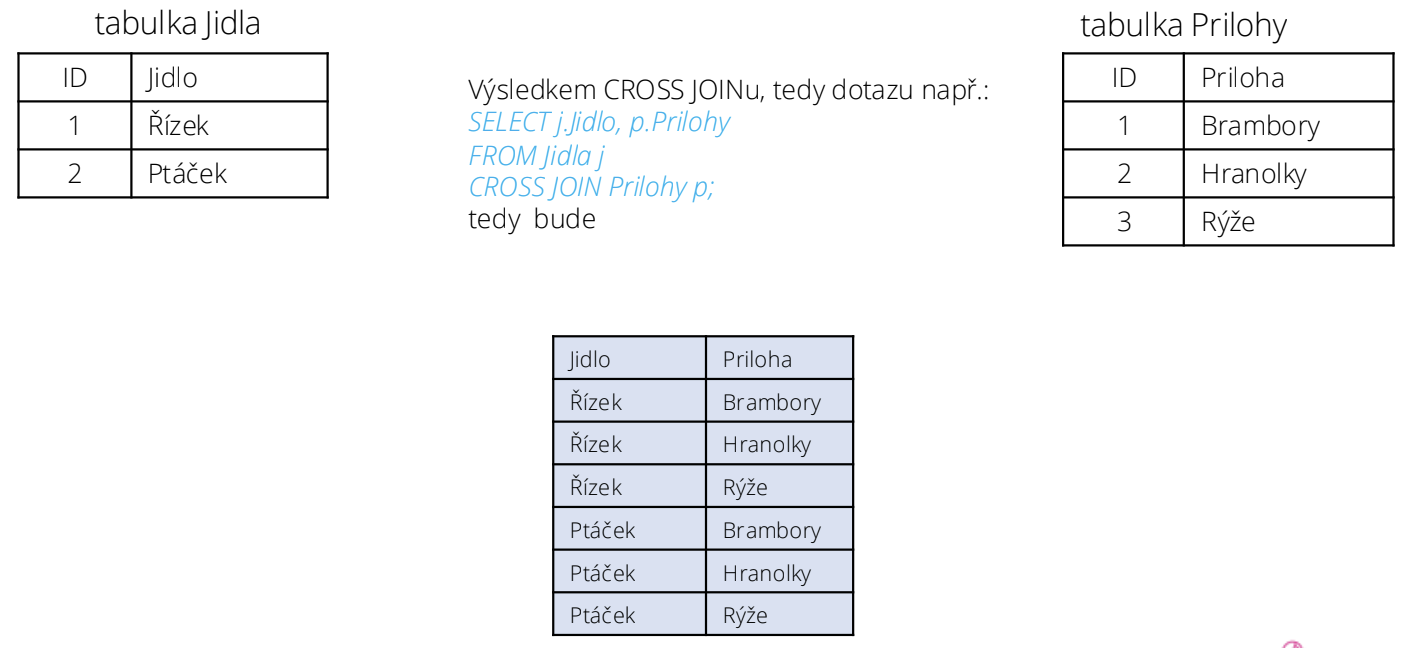 tabulka Jidla
ID Jidlo
1 Řízek
2 Ptáček
Výsledkem CROSS JOINu, tedy dotazu např.:
SELECT j.Jidlo, p.Prilohy
FROM Jidla j
CROSS JOIN Prilohy p;
tedy bude
tabulka Prilohy
ID Priloha
1 Brambory
2 Hranolky
3 Rýže
Jidlo Priloha
Řízek Brambory
Řízek Hranolky
Řízek Rýže
Ptáček Brambory
Ptáček Hranolky
Ptáček Rýže